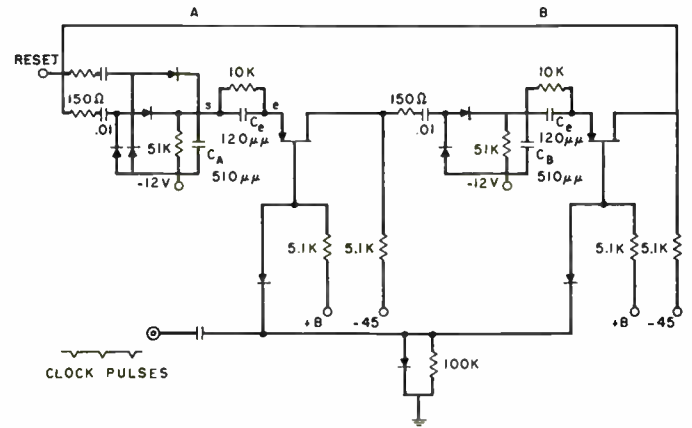 A B
RESET
10K 10K
150Ω s e 150Ω
.01 Ce .01 Ce
51K 120μμ 51K 120μμ
CA CB
-12V 510μμ -12V 510μμ
5.1K 5.1K 5.1K 5.1K
+B -45 +B -45
100K
CLOCK PULSES